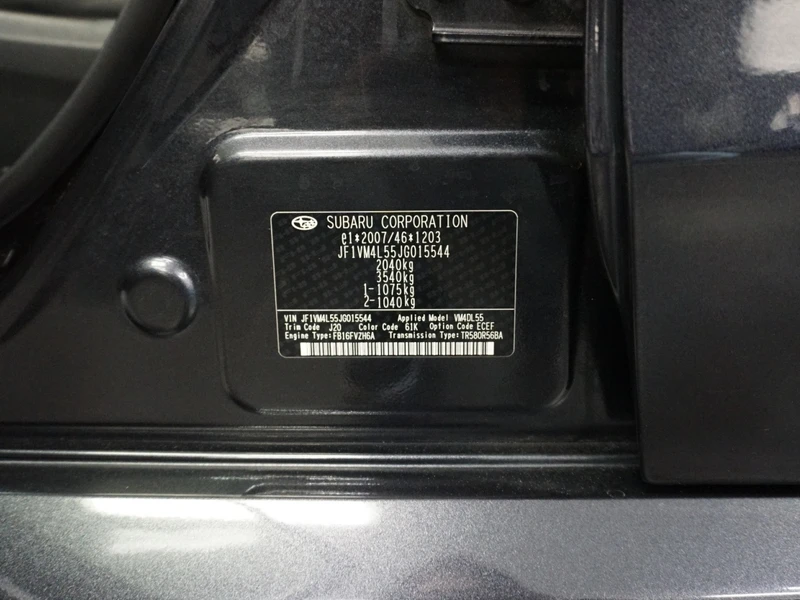 SUBARU CORPORATION
e1*2007/46*1203
JF1VM4L55JG015544
2040kg
3540kg
1-1075kg
2-1040kg
VIN JF1VM4L55JG015544 Applied Model VM4DL55
Trim Code J20 Color Code 61K Option Code ECEF
Engine Type: FB16FVZH6A Transmission Type: TR580R56BA